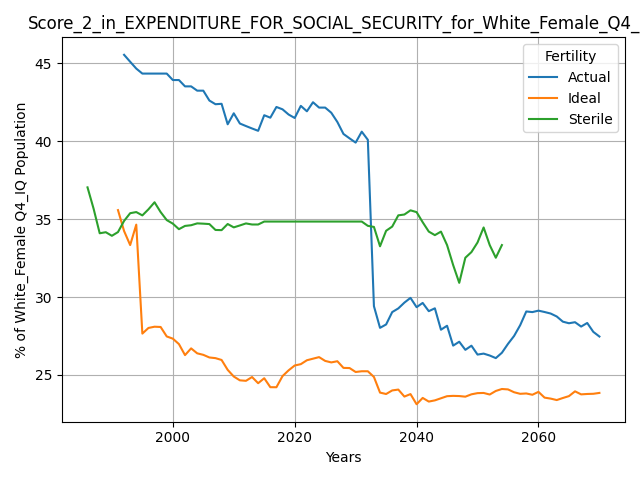 Score_2_in_EXPENDITURE_FOR_SOCIAL_SECURITY_for_White_Female_Q4_
Fertility
Actual
Ideal
Sterile
% of White_Female Q4_IQ Population
45
40
35
30
25
2000
2020
2040
2060
Years